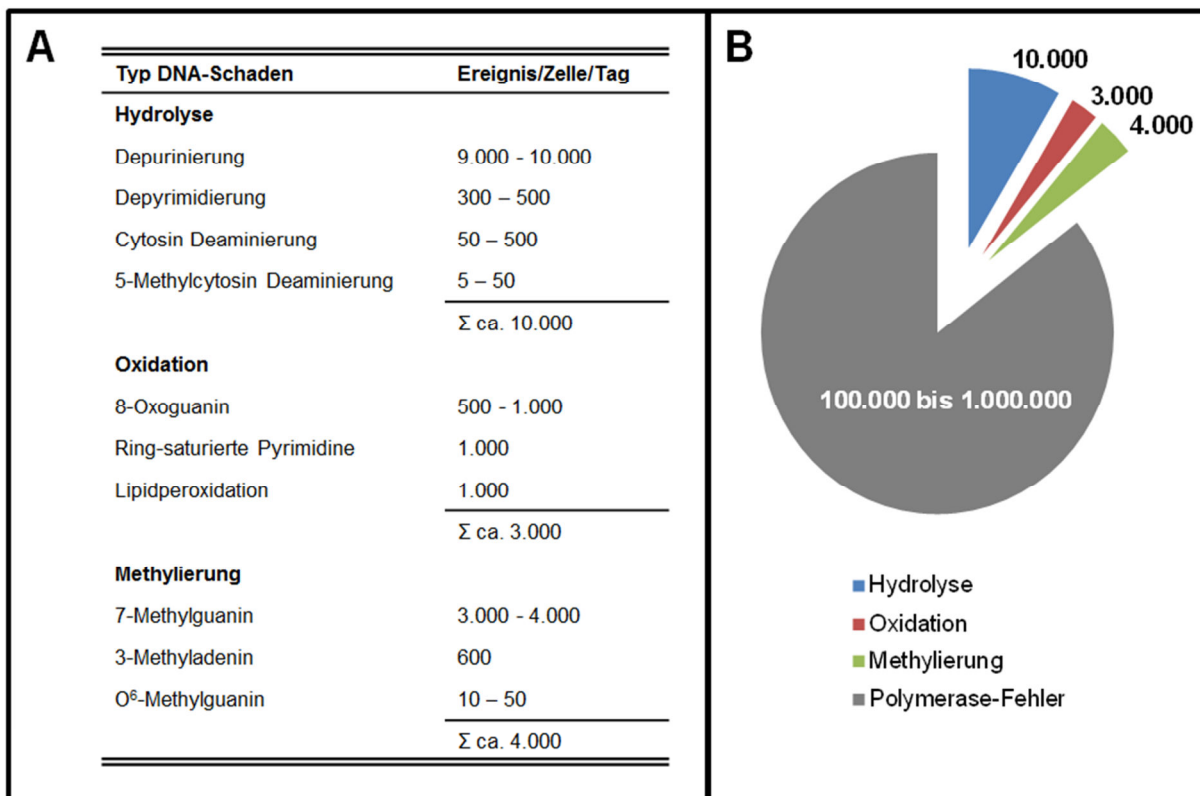 A
Typ DNA-Schaden Ereignis/Zelle/Tag
Hydrolyse
Depurinierung 9.000 - 10.000
Depyrimidierung 300 – 500
Cytosin Deaminierung 50 – 500
5-Methylcytosin Deaminierung 5 – 50
Σ ca. 10.000
Oxidation
8-Oxoguanin 500 - 1.000
Ring-saturierte Pyrimidine 1.000
Lipidperoxidation 1.000
Σ ca. 3.000
Methylierung
7-Methylguanin 3.000 - 4.000
3-Methyladenin 600
O⁶-Methylguanin 10 – 50
Σ ca. 4.000
B
10.000
3.000
4.000
100.000 bis 1.000.000
Hydrolyse
Oxidation
Methylierung
Polymerase-Fehler